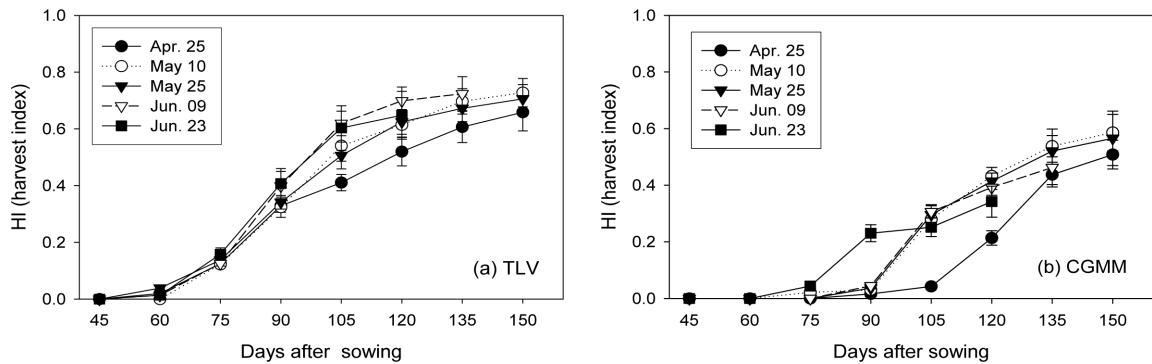 HI (harvest index)
1.0
0.8
0.6
0.4
0.2
0.0
Apr. 25
May 10
May 25
Jun. 09
Jun. 23
(a) TLV
45 60 75 90 105 120 135 150
Days after sowing
HI (harvest index)
1.0
0.8
0.6
0.4
0.2
0.0
Apr. 25
May 10
May 25
Jun. 09
Jun. 23
(b) CGMM
45 60 75 90 105 120 135 150
Days after sowing